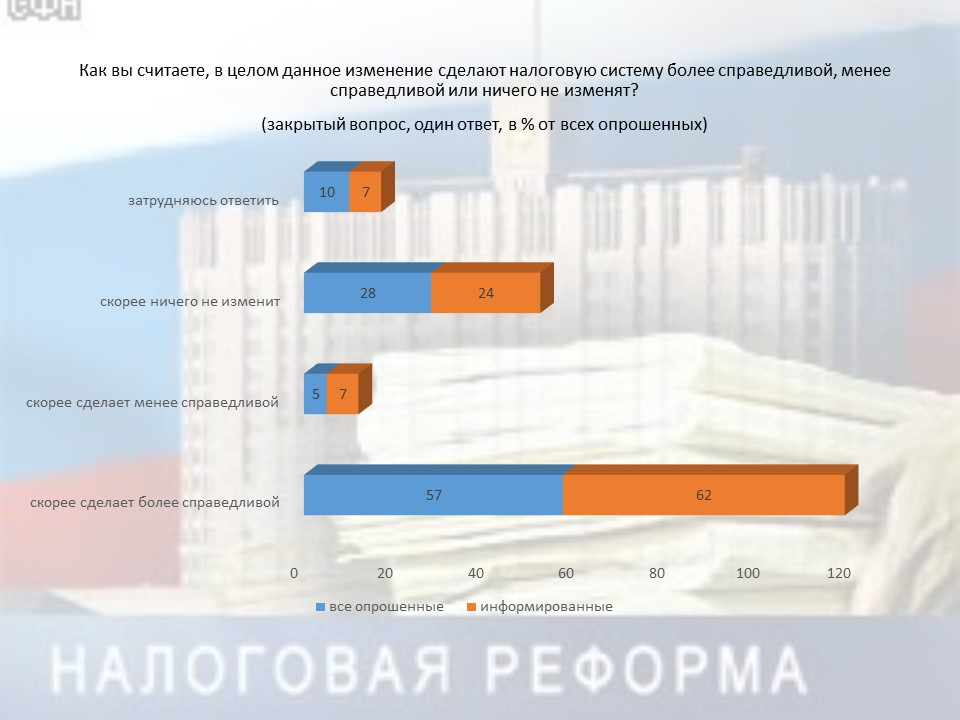 СФН
Как вы считаете, в целом данное изменение сделают налоговую систему более справедливой, менее
справедливой или ничего не изменят?
(закрытый вопрос, один ответ, в % от всех опрошенных)
затрудняюсь ответить
10 7
скорее ничего не изменит
28 24
скорее сделает менее справедливой
5 7
скорее сделает более справедливой
57 62
0 20 40 60 80 100 120
все опрошенные информированные
НАЛОГОВАЯ РЕФОРМА